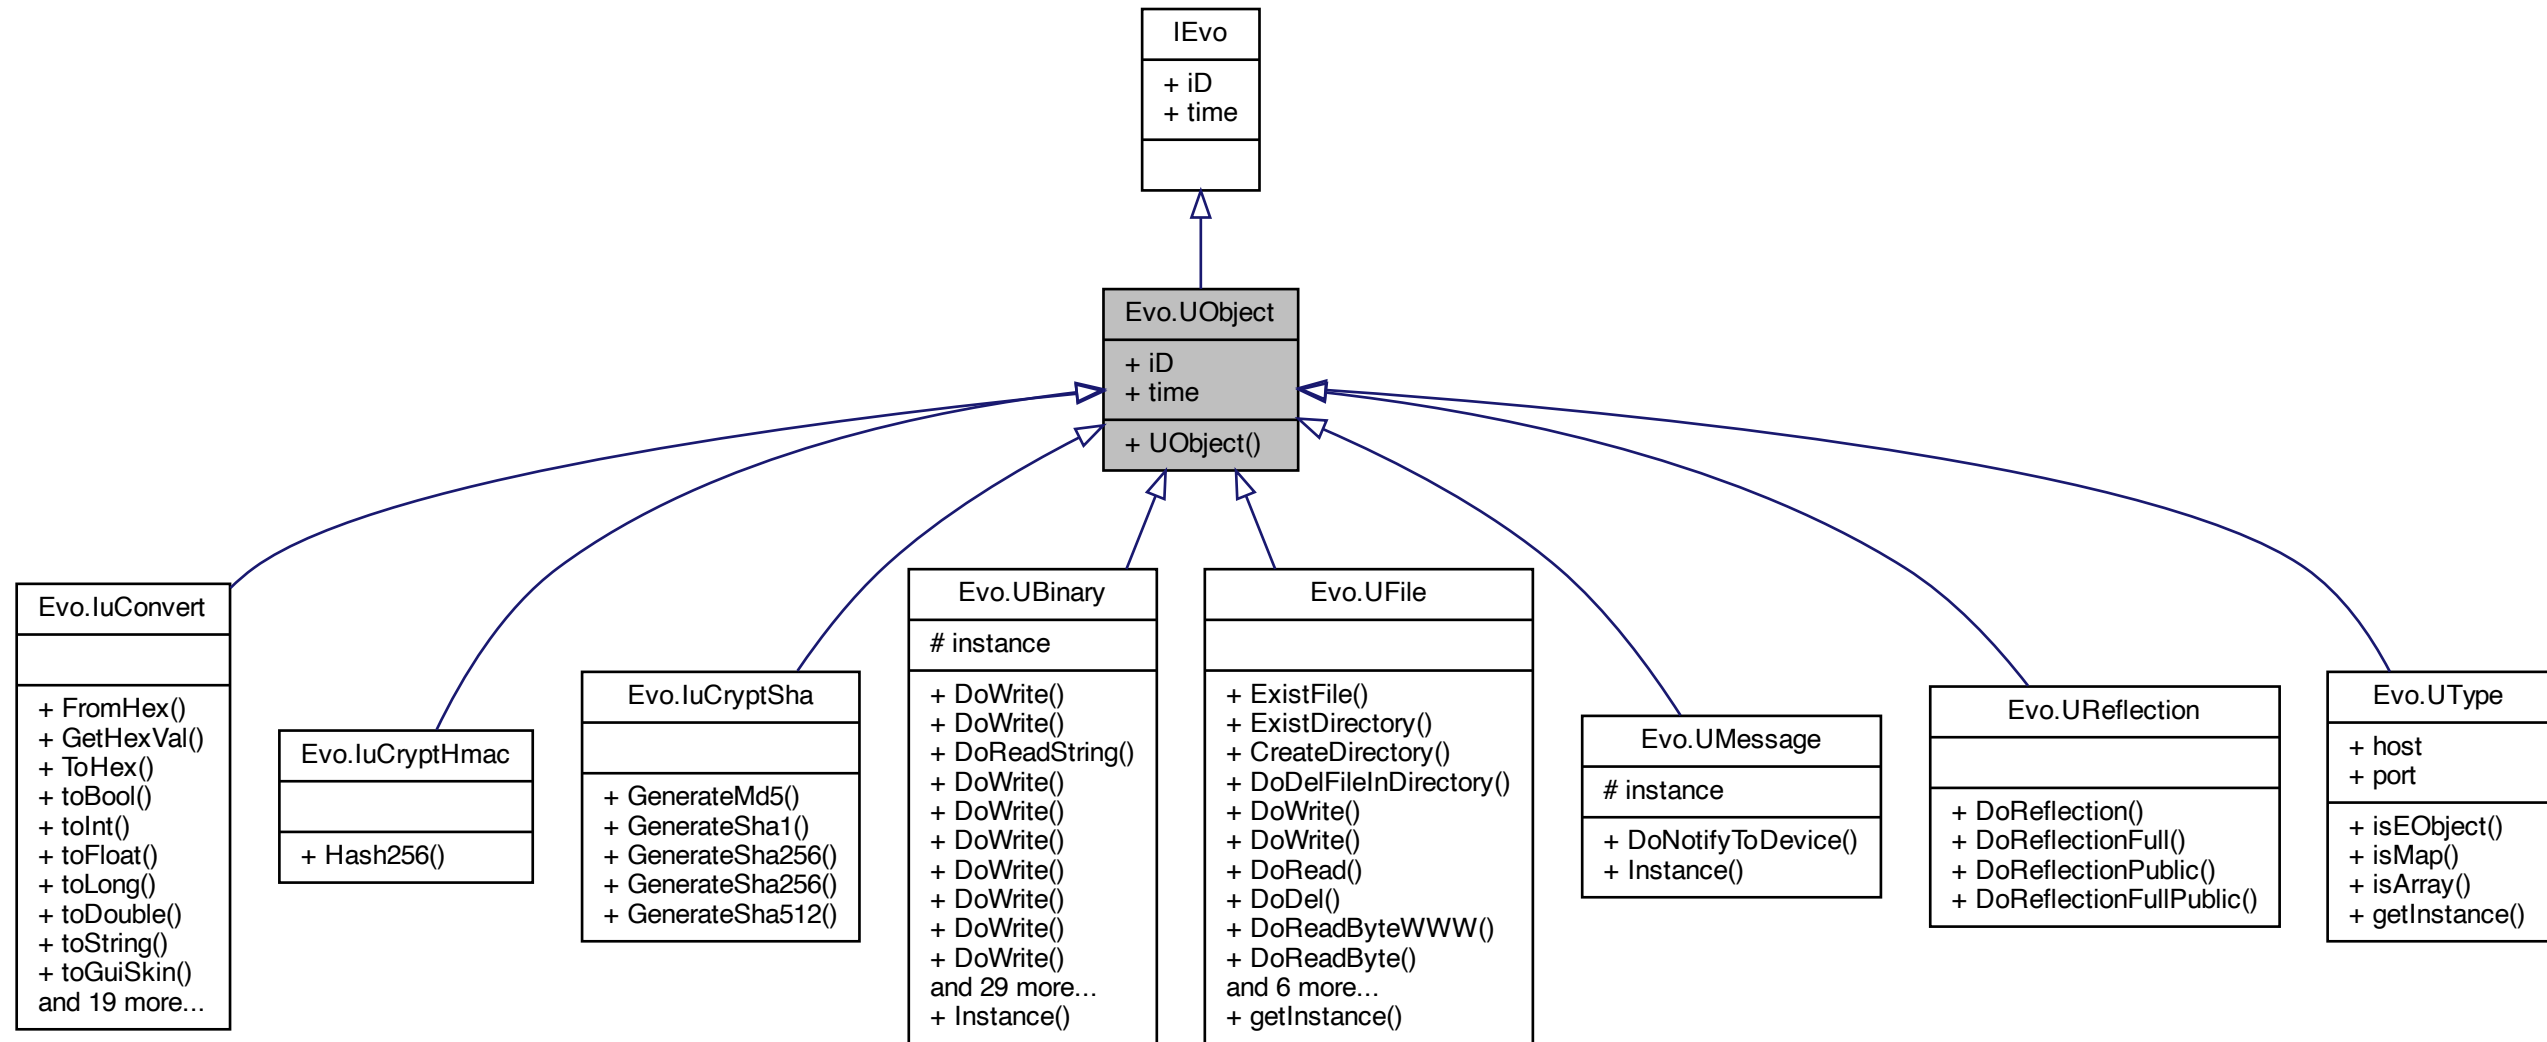 IEvo
+ iD
+ time
Evo.UObject
+ iD
+ time
+ UObject()
Evo.IuConvert
+ FromHex()
+ GetHexVal()
+ ToHex()
+ toBool()
+ toInt()
+ toFloat()
+ toLong()
+ toDouble()
+ toString()
+ toGuiSkin()
and 19 more...
Evo.IuCryptHmac
+ Hash256()
Evo.IuCryptSha
+ GenerateMd5()
+ GenerateSha1()
+ GenerateSha256()
+ GenerateSha256()
+ GenerateSha512()
Evo.UBinary
# instance
+ DoWrite()
+ DoWrite()
+ DoReadString()
+ DoWrite()
+ DoWrite()
+ DoWrite()
+ DoWrite()
+ DoWrite()
+ DoWrite()
+ DoWrite()
and 29 more...
+ Instance()
Evo.UFile
+ ExistFile()
+ ExistDirectory()
+ CreateDirectory()
+ DoDelFileInDirectory()
+ DoWrite()
+ DoWrite()
+ DoRead()
+ DoDel()
+ DoReadByteWWW()
+ DoReadByte()
and 6 more...
+ getInstance()
Evo.UMessage
# instance
+ DoNotifyToDevice()
+ Instance()
Evo.UReflection
+ DoReflection()
+ DoReflectionFull()
+ DoReflectionPublic()
+ DoReflectionFullPublic()
Evo.UType
+ host
+ port
+ isEObject()
+ isMap()
+ isArray()
+ getInstance()